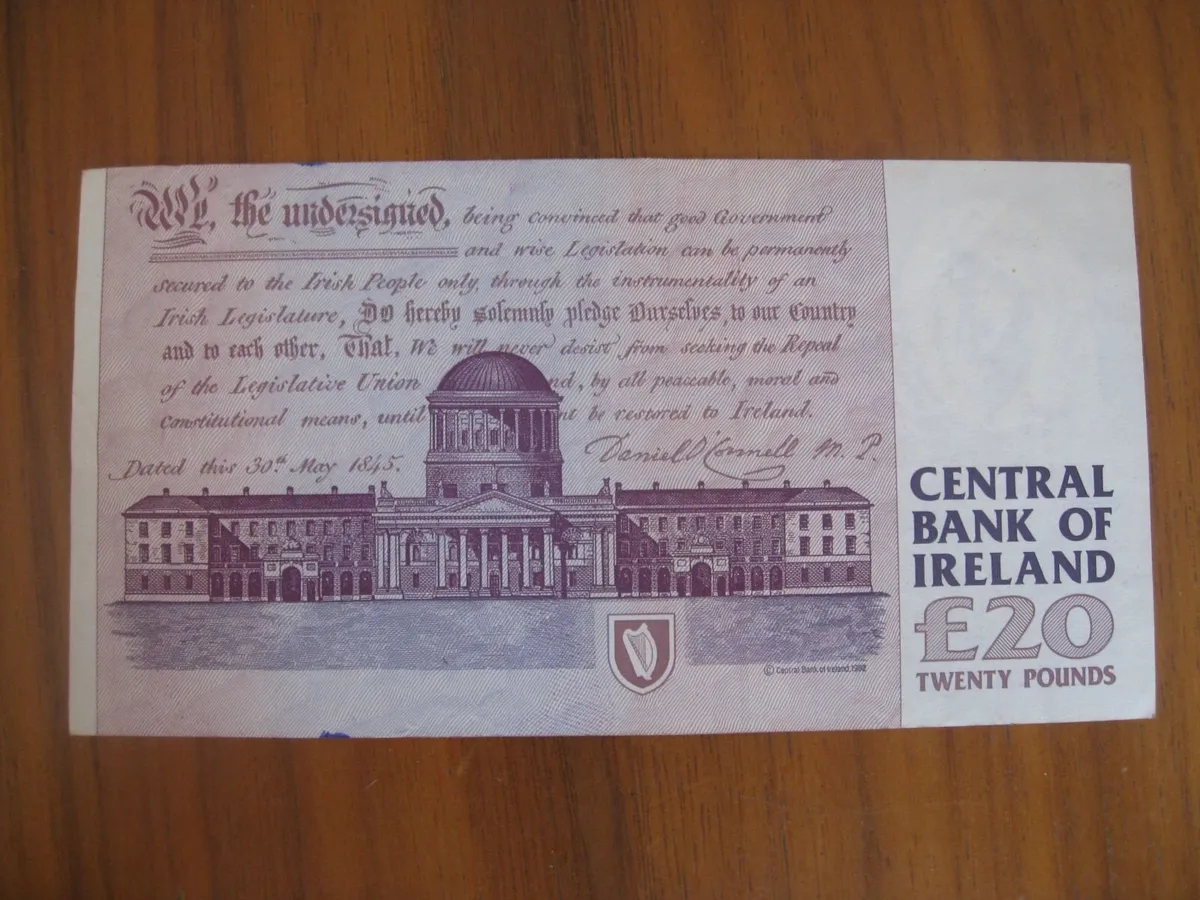 We, the undersigned, being convinced that good Government
and wise Legislation can be permanently
secured to the Irish People only, through the instrumentality of an
Irish Legislature, Do hereby solemnly pledge Ourselves, to our Country
and to each other, That, We will never desist from seeking the Repeal
of the Legislative Union nd, by all peaceable, moral and
Constitutional means, until nt be restored to Ireland.
Daniel O'Connell M. P.
Dated this 30th May 1845.
© Central Bank of Ireland, 1992
CENTRAL
BANK OF
IRELAND
£20
TWENTY POUNDS